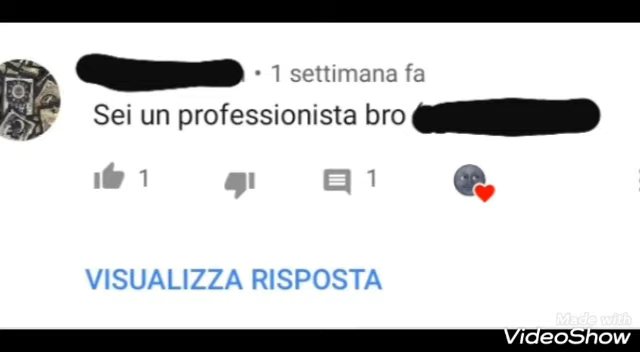 • 1 settimana fa
Sei un professionista bro
1
1
VISUALIZZA RISPOSTA
Made with
VideoShow